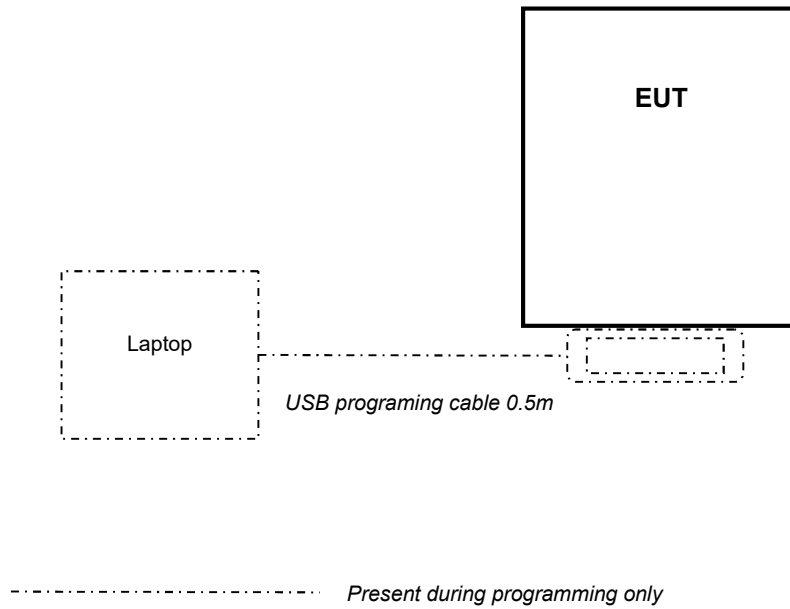 EUT
Laptop
USB programing cable 0.5m
Present during programming only